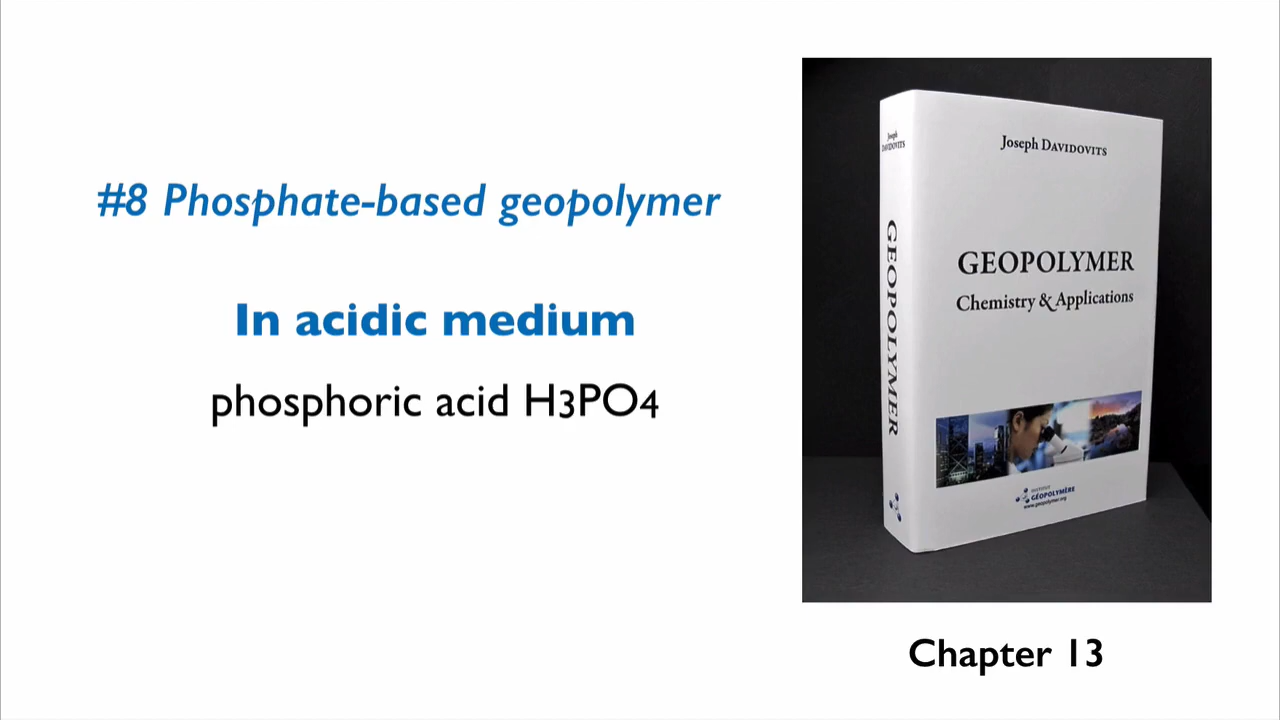 #8 Phosphate-based geopolymer
In acidic medium
phosphoric acid H3PO4
Joseph
DAVIDOVITS
GEOPOLYMER
Joseph DAVIDOVITS
GEOPOLYMER
Chemistry & Applications
INSTITUT
GÉOPOLYMÈRE
www.geopolymer.org
Chapter 13